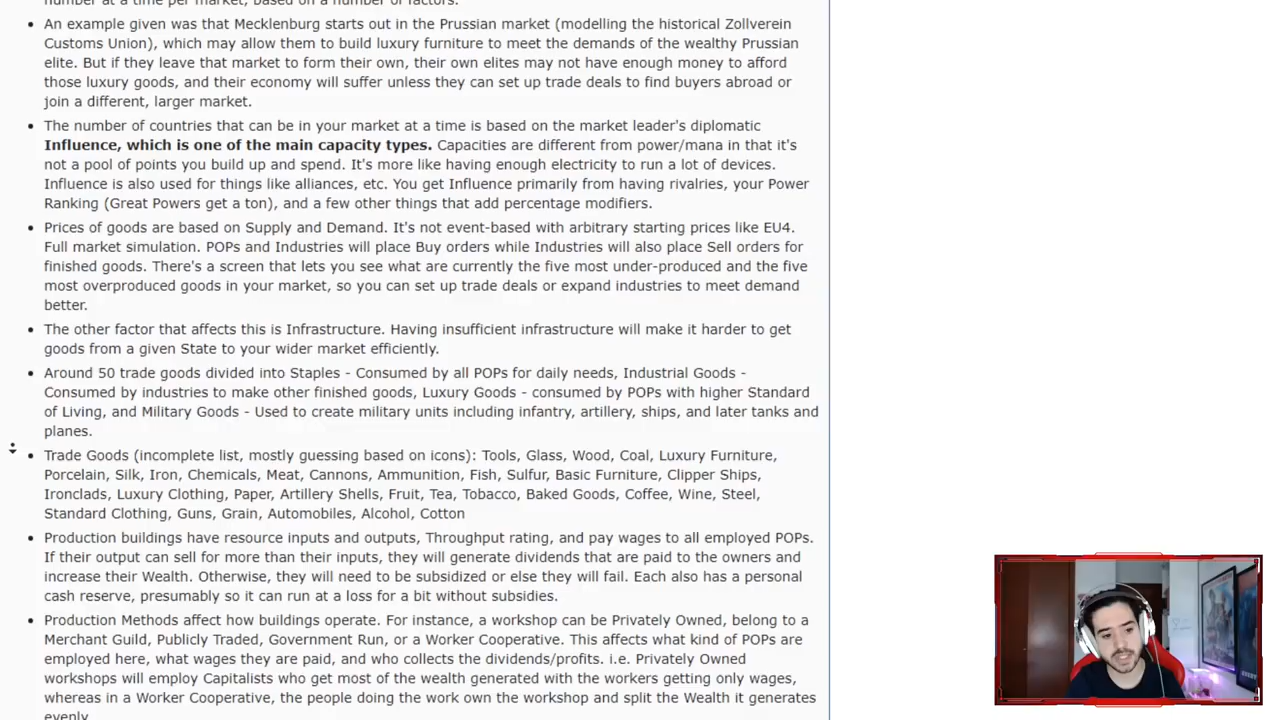 number at a time per market, based on a number of factors.
An example given was that Mecklenburg starts out in the Prussian market (modelling the historical Zollverein
Customs Union), which may allow them to build luxury furniture to meet the demands of the wealthy Prussian
elite. But if they leave that market to form their own, their own elites may not have enough money to afford
those luxury goods, and their economy will suffer unless they can set up trade deals to find buyers abroad or
join a different, larger market.
The number of countries that can be in your market at a time is based on the market leader's diplomatic
Influence, which is one of the main capacity types. Capacities are different from power/mana in that it's
not a pool of points you build up and spend. It's more like having enough electricity to run a lot of devices.
Influence is also used for things like alliances, etc. You get Influence primarily from having rivalries, your Power
Ranking (Great Powers get a ton), and a few other things that add percentage modifiers.
Prices of goods are based on Supply and Demand. It's not event-based with arbitrary starting prices like EU4.
Full market simulation. POPs and Industries will place Buy orders while Industries will also place Sell orders for
finished goods. There's a screen that lets you see what are currently the five most under-produced and the five
most overproduced goods in your market, so you can set up trade deals or expand industries to meet demand
better.
The other factor that affects this is Infrastructure. Having insufficient infrastructure will make it harder to get
goods from a given State to your wider market efficiently.
Around 50 trade goods divided into Staples - Consumed by all POPs for daily needs, Industrial Goods -
Consumed by industries to make other finished goods, Luxury Goods - consumed by POPs with higher Standard
of Living, and Military Goods - Used to create military units including infantry, artillery, ships, and later tanks and
planes.
Trade Goods (incomplete list, mostly guessing based on icons): Tools, Glass, Wood, Coal, Luxury Furniture,
Porcelain, Silk, Iron, Chemicals, Meat, Cannons, Ammunition, Fish, Sulfur, Basic Furniture, Clipper Ships,
Ironclads, Luxury Clothing, Paper, Artillery Shells, Fruit, Tea, Tobacco, Baked Goods, Coffee, Wine, Steel,
Standard Clothing, Guns, Grain, Automobiles, Alcohol, Cotton
Production buildings have resource inputs and outputs, Throughput rating, and pay wages to all employed POPs.
If their output can sell for more than their inputs, they will generate dividends that are paid to the owners and
increase their Wealth. Otherwise, they will need to be subsidized or else they will fail. Each also has a personal
cash reserve, presumably so it can run at a loss for a bit without subsidies.
Production Methods affect how buildings operate. For instance, a workshop can be Privately Owned, belong to a
Merchant Guild, Publicly Traded, Government Run, or a Worker Cooperative. This affects what kind of POPs are
employed here, what wages they are paid, and who collects the dividends/profits. i.e. Privately Owned
workshops will employ Capitalists who get most of the wealth generated with the workers getting only wages,
whereas in a Worker Cooperative, the people doing the work own the workshop and split the Wealth it generates
evenly.